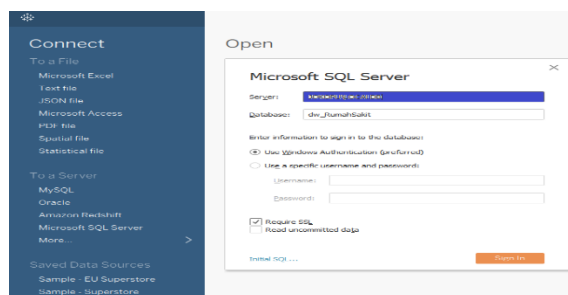 Connect
To a File
Microsoft Excel
Text file
JSON file
Microsoft Access
PDF file
Spatial file
Statistical file
To a Server
MySQL
Oracle
Amazon Redshift
Microsoft SQL Server
More... >
Saved Data Sources
Sample - EU Superstore
Sample - Superstore
Open
Microsoft SQL Server
Server:
Database: dw_RumahSakit
Enter information to sign in to the database:
Use Windows Authentication (preferred)
Use a specific username and password:
Username:
Password:
Require SSL
Read uncommitted data
Initial SQL... Sign In